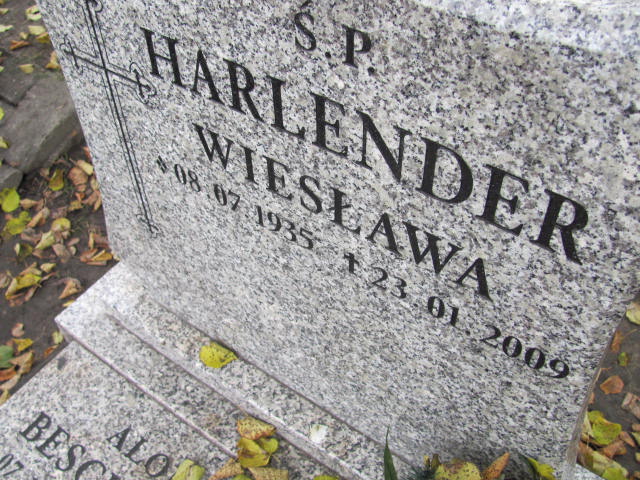 Ś.P.
HARLENDER
WIESŁAWA
* 08.07.1935 ✝ 23.01.2009